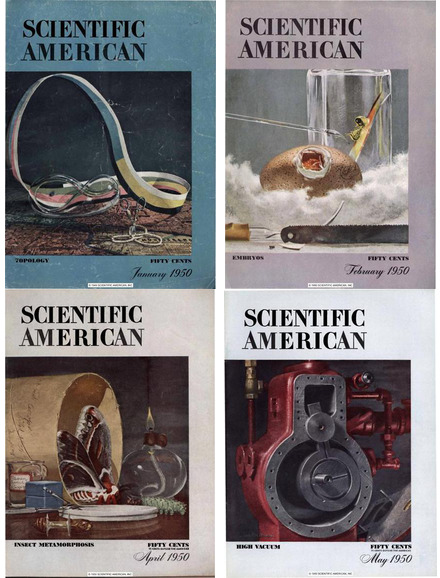 SCIENTIFIC
AMERICAN
TOPOLOGY
FIFTY CENTS
January 1950
SCIENTIFIC
AMERICAN
EMBRYOS
FIFTY CENTS
February 1950
SCIENTIFIC
AMERICAN
INSECT METAMORPHOSIS
FIFTY CENTS
April 1950
SCIENTIFIC
AMERICAN
HIGH VACUUM
FIFTY CENTS
May 1950